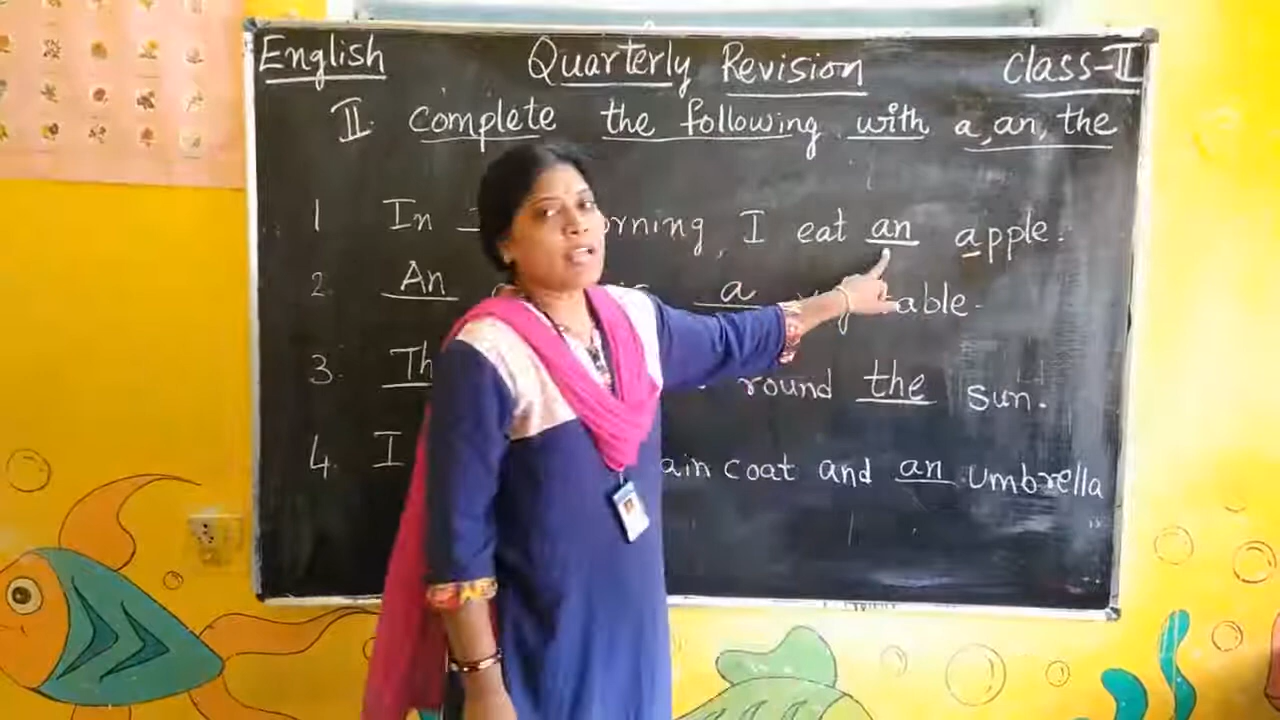 English Quarterly Revision Class-II
II. Complete the following with a, an, the
1 In orning, I eat an apple.
2. An a table.
3. Th round the sun.
4. I ain coat and an umbrella